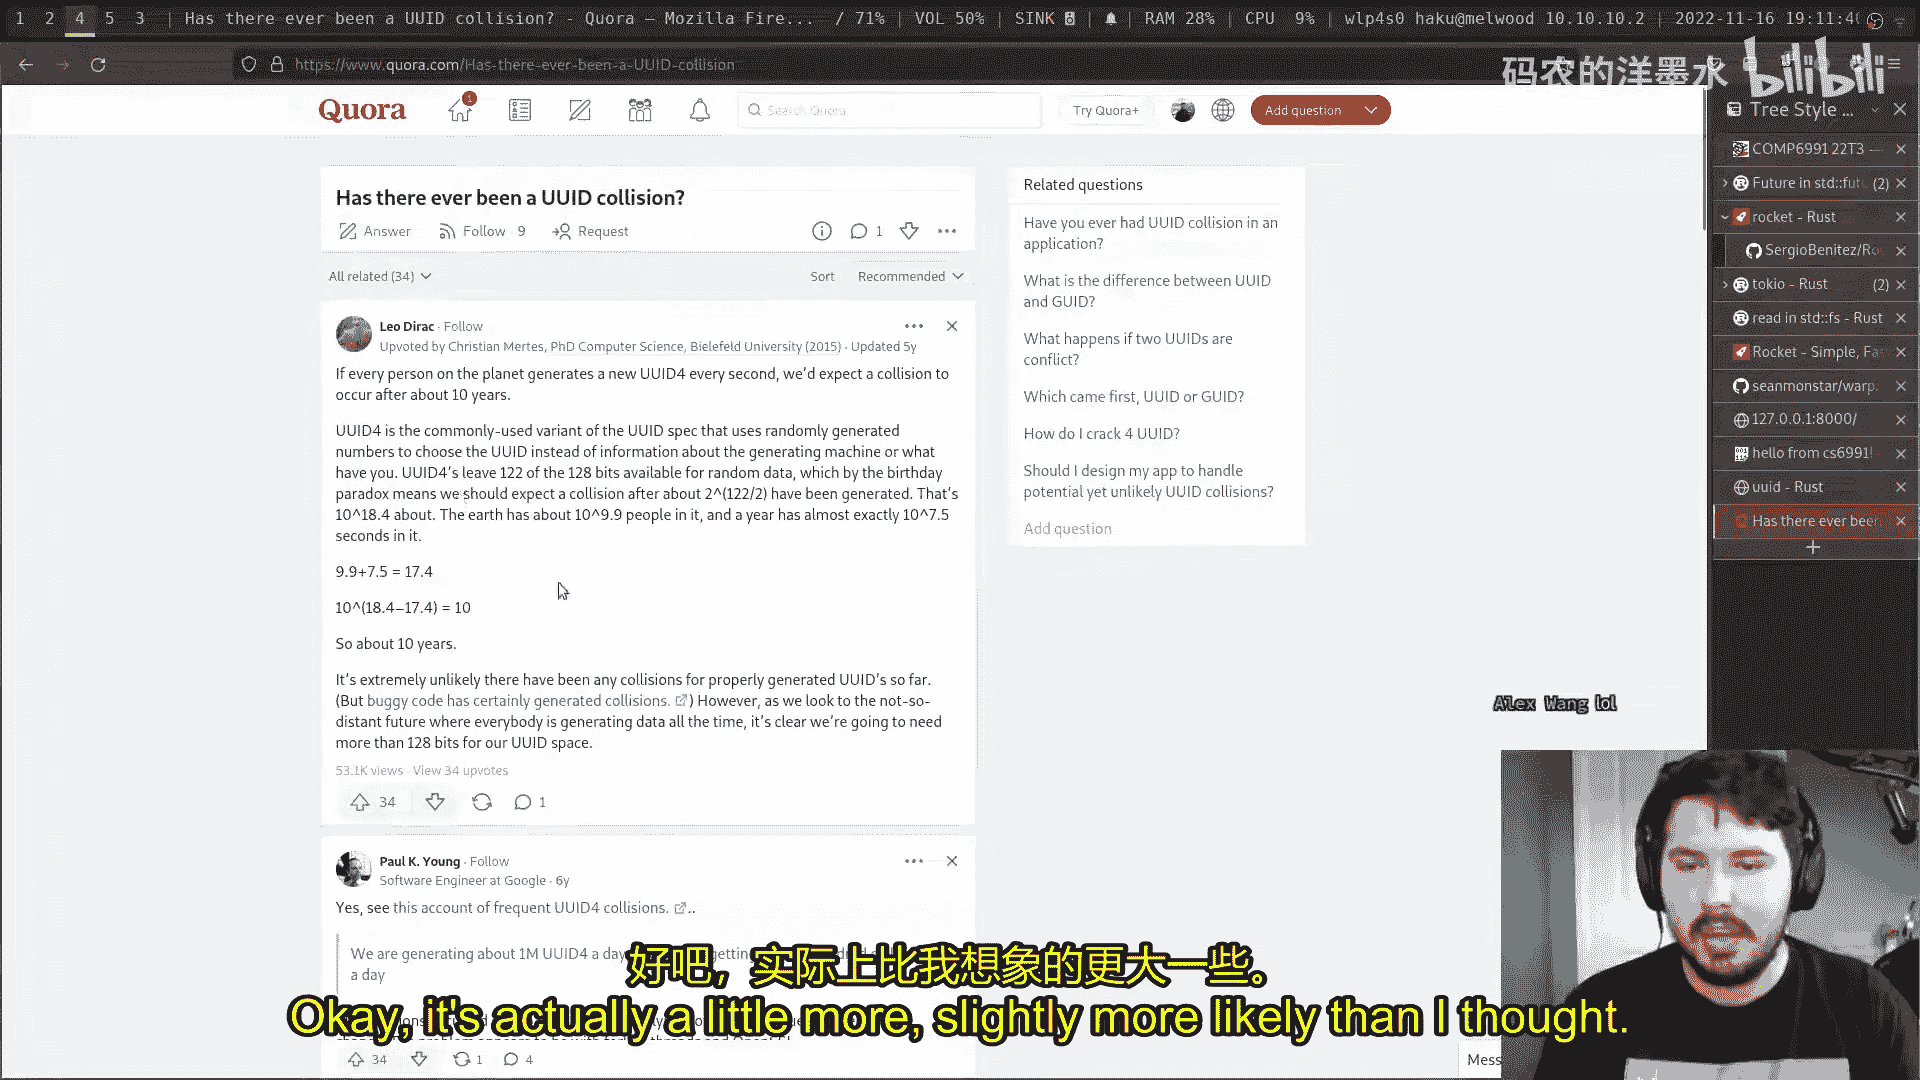 1 2 4 5 3 | Has there ever been a UUID collision? - Quora — Mozilla Fire... / 71% | VOL 50% | SINK | RAM 28% | CPU 9% | wlp4s0 haku@melwood 10.10.10.2 | 2022-11-16 19:11:40
https://www.quora.com/Has-there-ever-been-a-UUID-collision
码农的洋墨水 bilibili
Quora
1
Search Quora
Try Quora+
Add question
Tree Style ...
COMP6991 22T3 —
Future in std::fut (2)
rocket - Rust
SergioBenitez/Ro
tokio - Rust (2)
read in std::fs - Rust
Rocket - Simple, Fa
seanmonstar/warp
127.0.0.1:8000/
hello from cs6991!
uuid - Rust
Has there ever been
Has there ever been a UUID collision?
Answer Follow 9 Request 1
All related (34) Sort Recommended
Leo Dirac · Follow
Upvoted by Christian Mertes, PhD Computer Science, Bielefeld University (2015) · Updated 5y
If every person on the planet generates a new UUID4 every second, we'd expect a collision to
occur after about 10 years.
UUID4 is the commonly-used variant of the UUID spec that uses randomly generated
numbers to choose the UUID instead of information about the generating machine or what
have you. UUID4's leave 122 of the 128 bits available for random data, which by the birthday
paradox means we should expect a collision after about 2^(122/2) have been generated. That's
10^18.4 about. The earth has about 10^9.9 people in it, and a year has almost exactly 10^7.5
seconds in it.
9.9+7.5 = 17.4
10^(18.4–17.4) = 10
So about 10 years.
It's extremely unlikely there have been any collisions for properly generated UUID's so far.
(But buggy code has certainly generated collisions. ) However, as we look to the not-so-
distant future where everybody is generating data all the time, it's clear we're going to need
more than 128 bits for our UUID space.
53.1K views · View 34 upvotes
34 1
Paul K. Young · Follow
Software Engineer at Google · 6y
Yes, see this account of frequent UUID4 collisions. ..
We are generating about 1M UUID4 a day
a day
34 1 4
Related questions
Have you ever had UUID collision in an
application?
What is the difference between UUID
and GUID?
What happens if two UUIDs are
conflict?
Which came first, UUID or GUID?
How do I crack 4 UUID?
Should I design my app to handle
potential yet unlikely UUID collisions?
Add question
Alex Wang lol
Mess
好吧，实际上比我想象的更大一些。
Okay, it's actually a little more, slightly more likely than I thought.